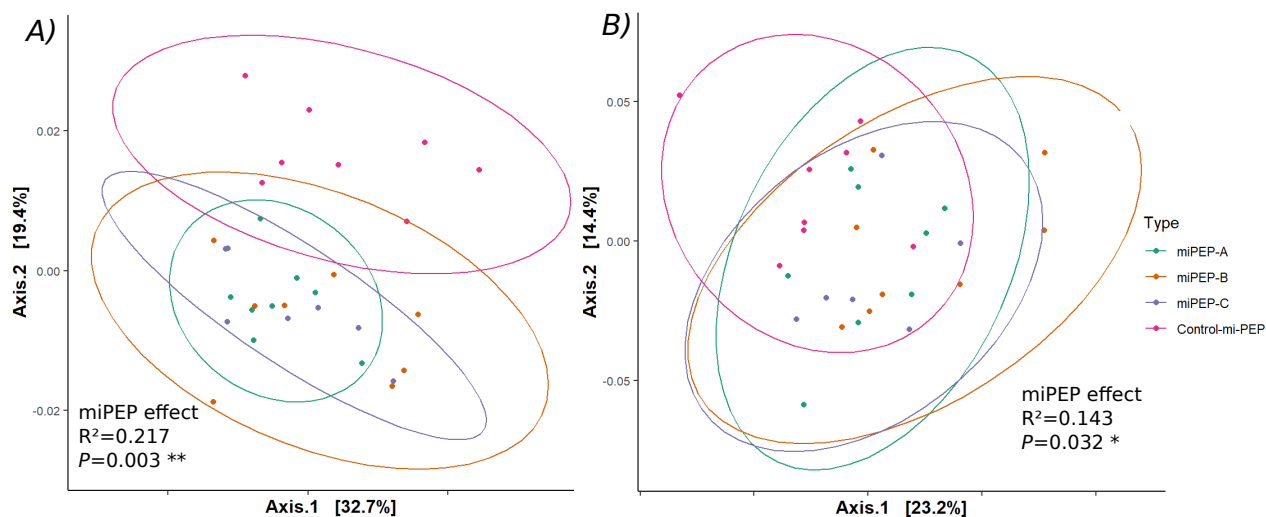 A)
0.02
0.00
-0.02
Axis.2 [19.4%]
miPEP effect
R²=0.217
P=0.003 **
Axis.1 [32.7%]
B)
0.05
0.00
-0.05
Axis.2 [14.4%]
miPEP effect
R²=0.143
P=0.032 *
Axis.1 [23.2%]
Type
miPEP-A
miPEP-B
miPEP-C
Control-mi-PEP